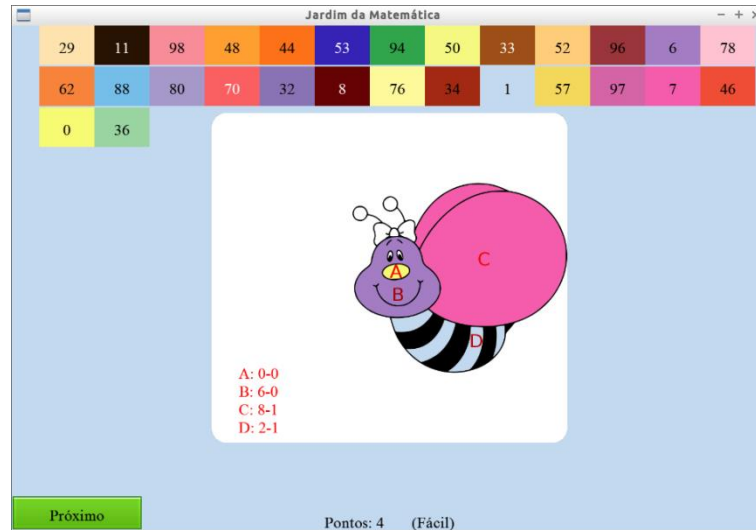 Jardim da Matemática
29 11 98 48 44 53 94 50 33 52 96 6 78
62 88 80 70 32 8 76 34 1 57 97 7 46
0 36
C
A
B
D
A: 0-0
B: 6-0
C: 8-1
D: 2-1
Próximo
Pontos: 4 (Fácil)